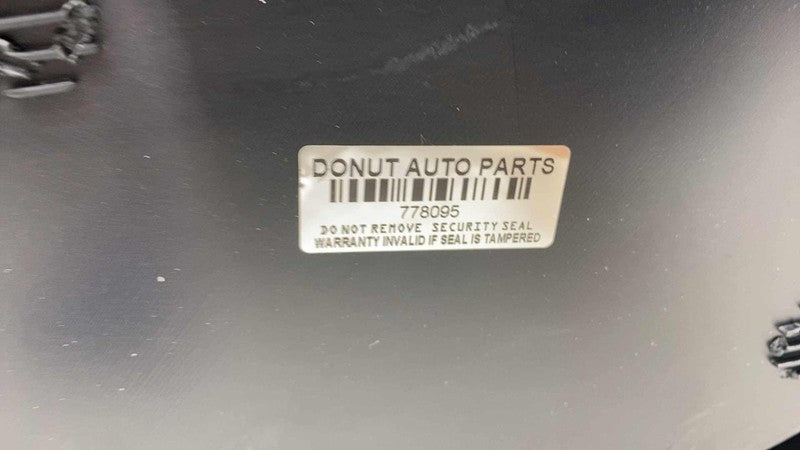 DONUT AUTO PARTS
778095
DO NOT REMOVE SECURITY SEAL
WARRANTY INVALID IF SEAL IS TAMPERED